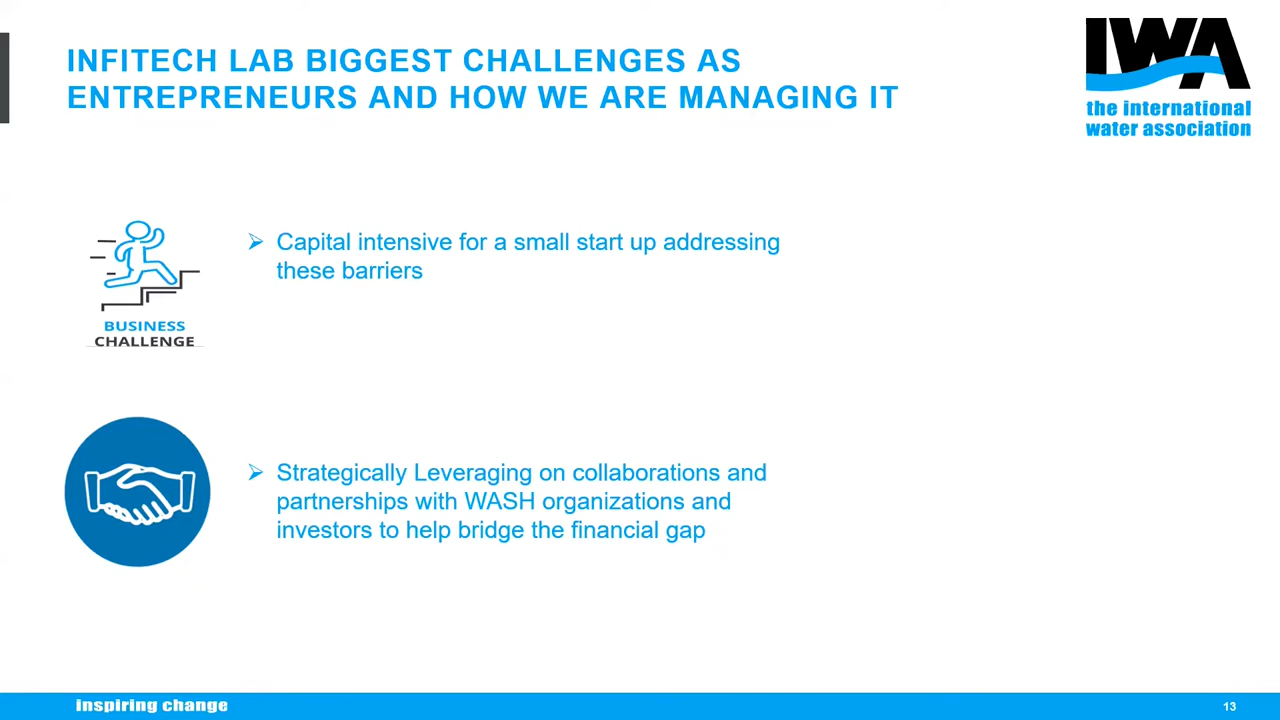 INFITECH LAB BIGGEST CHALLENGES AS
ENTREPRENEURS AND HOW WE ARE MANAGING IT
IWA
the international
water association
Capital intensive for a small start up addressing
these barriers
BUSINESS
CHALLENGE
Strategically Leveraging on collaborations and
partnerships with WASH organizations and
investors to help bridge the financial gap
inspiring change
13